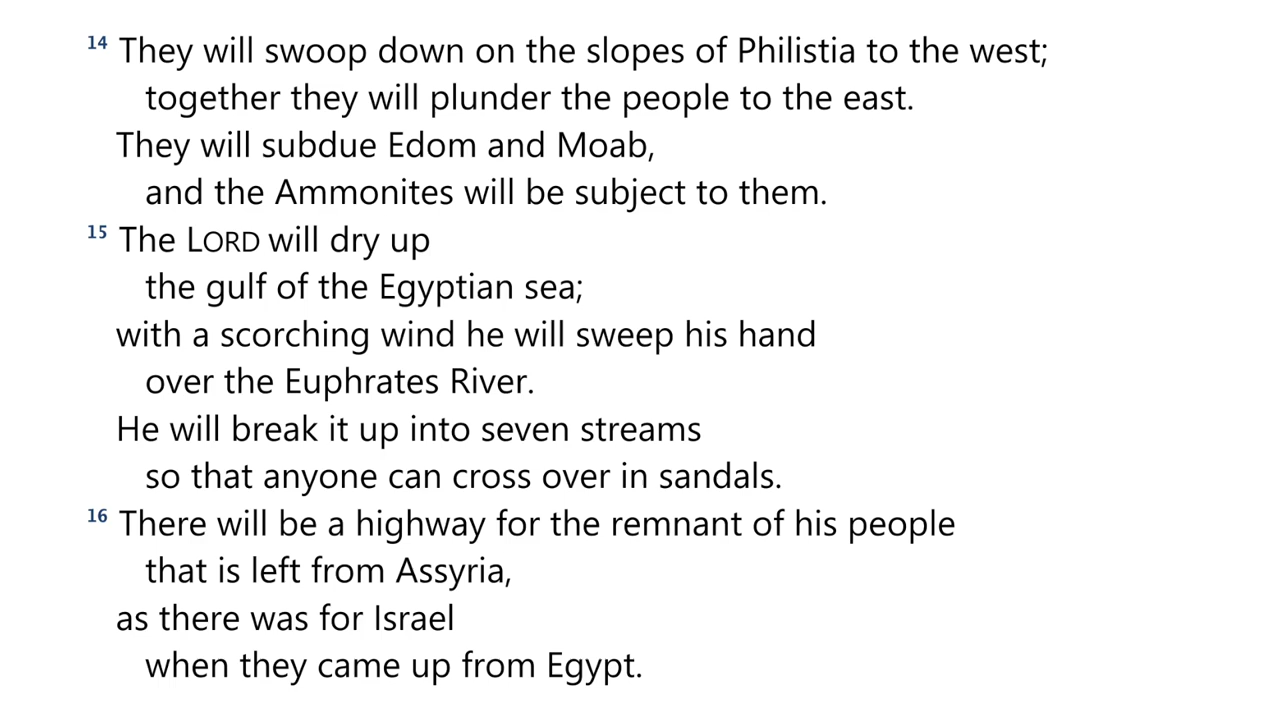 14 They will swoop down on the slopes of Philistia to the west;
together they will plunder the people to the east.
They will subdue Edom and Moab,
and the Ammonites will be subject to them.
15 The LORD will dry up
the gulf of the Egyptian sea;
with a scorching wind he will sweep his hand
over the Euphrates River.
He will break it up into seven streams
so that anyone can cross over in sandals.
16 There will be a highway for the remnant of his people
that is left from Assyria,
as there was for Israel
when they came up from Egypt.